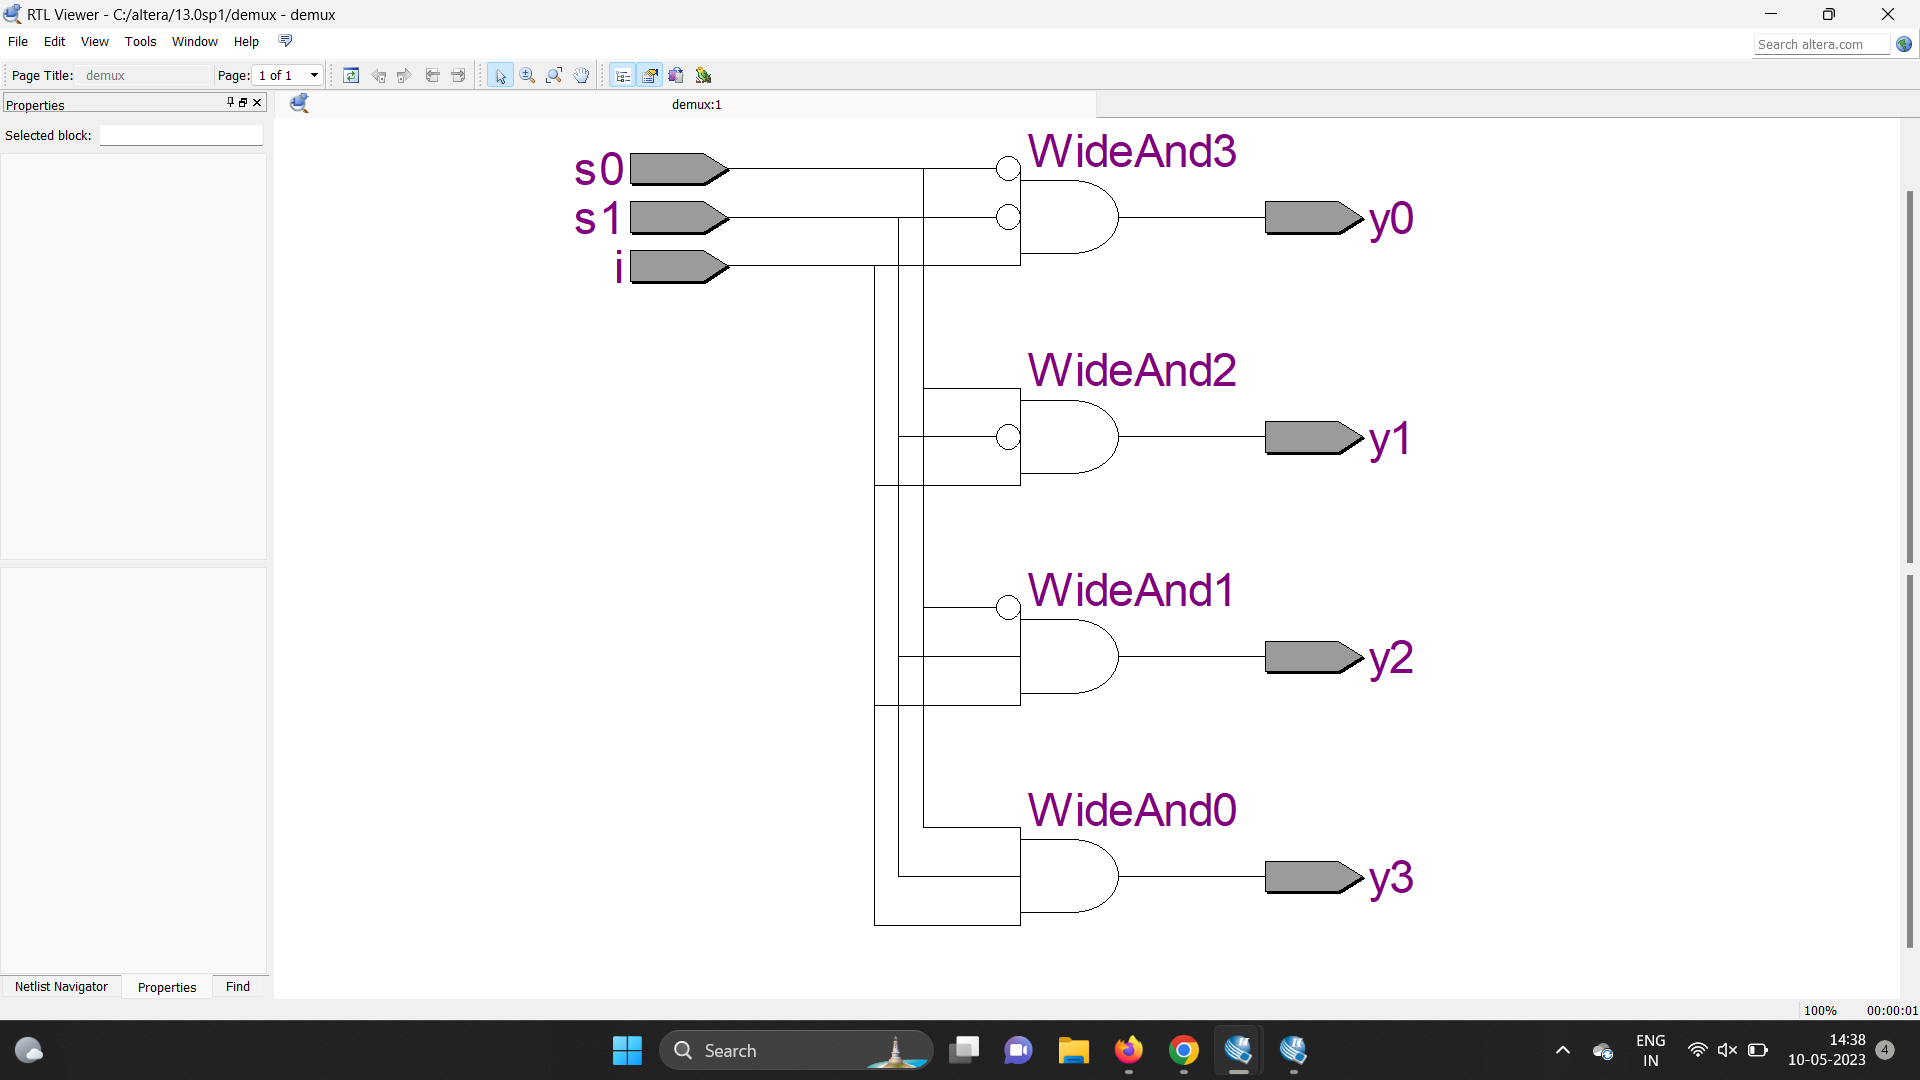 RTL Viewer - C:/altera/13.0sp1/demux - demux
File Edit View Tools Window Help
Search altera.com
Page Title: demux Page: 1 of 1
Properties
demux:1
Selected block:
s0
s1
i
WideAnd3
y0
WideAnd2
y1
WideAnd1
y2
WideAnd0
y3
Netlist Navigator Properties Find
100% 00:00:01
Search
ENG
IN
14:38
10-05-2023
4